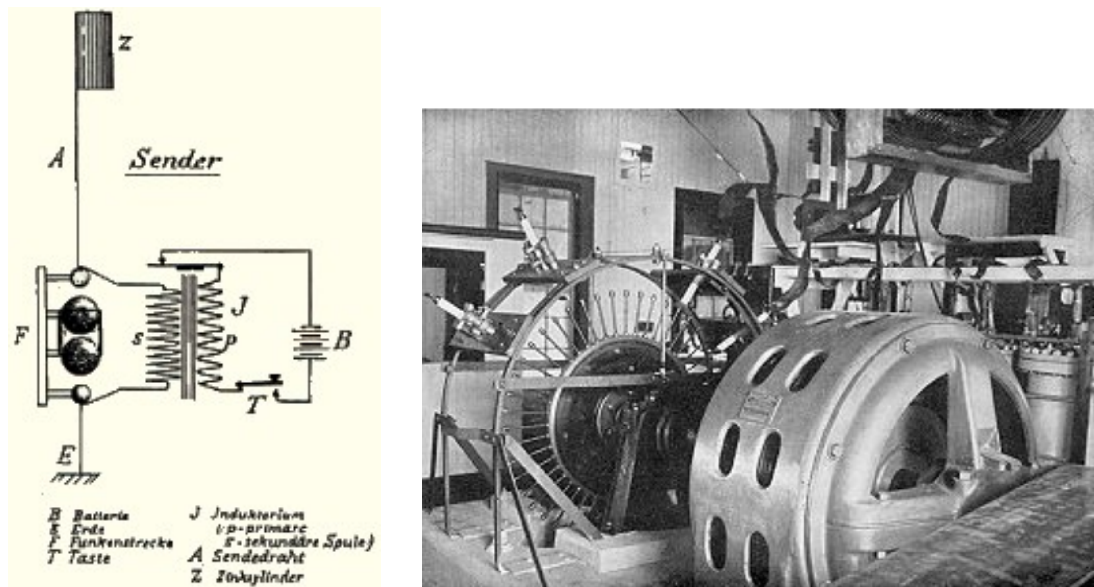 Z
A
Sender
F
s
J
p
B
T
E
B Batterie
E Erde
F Funkenstrecke
T Taste
J Induktorium
(p-primäre
s-sekundäre Spule)
A Sendedraht
Z Zinkzylinder